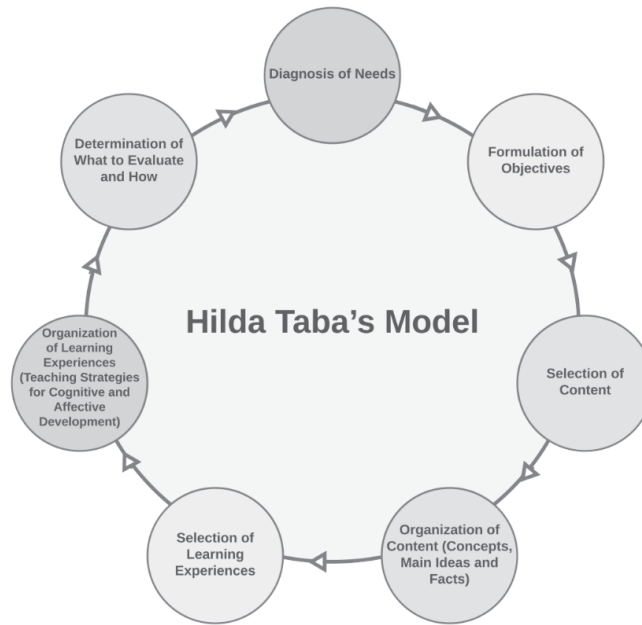 Diagnosis of Needs
Formulation of
Objectives
Selection of
Content
Organization of
Content (Concepts,
Main Ideas and
Facts)
Selection of
Learning
Experiences
Organization
of Learning
Experiences
(Teaching Strategies
for Cognitive and
Affective
Development)
Determination of
What to Evaluate
and How
Hilda Taba’s Model